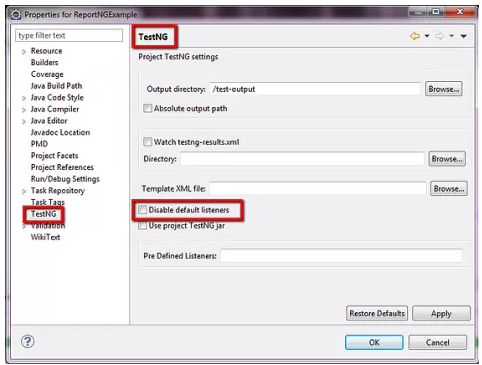 Properties for ReportNGExample
type filter text
Resource
Builders
Coverage
Java Build Path
Java Code Style
Java Compiler
Java Editor
Javadoc Location
PMD
Project Facets
Project References
Run/Debug Settings
Task Repository
Task Tags
TestNG
Validation
WikiText
TestNG
Project TestNG settings
Output directory: /test-output Browse...
Absolute output path
Watch testng-results.xml
Directory: Browse...
Template XML file: Browse...
Disable default listeners
Use project TestNG jar
Pre Defined Listeners:
Restore Defaults Apply
? OK Cancel